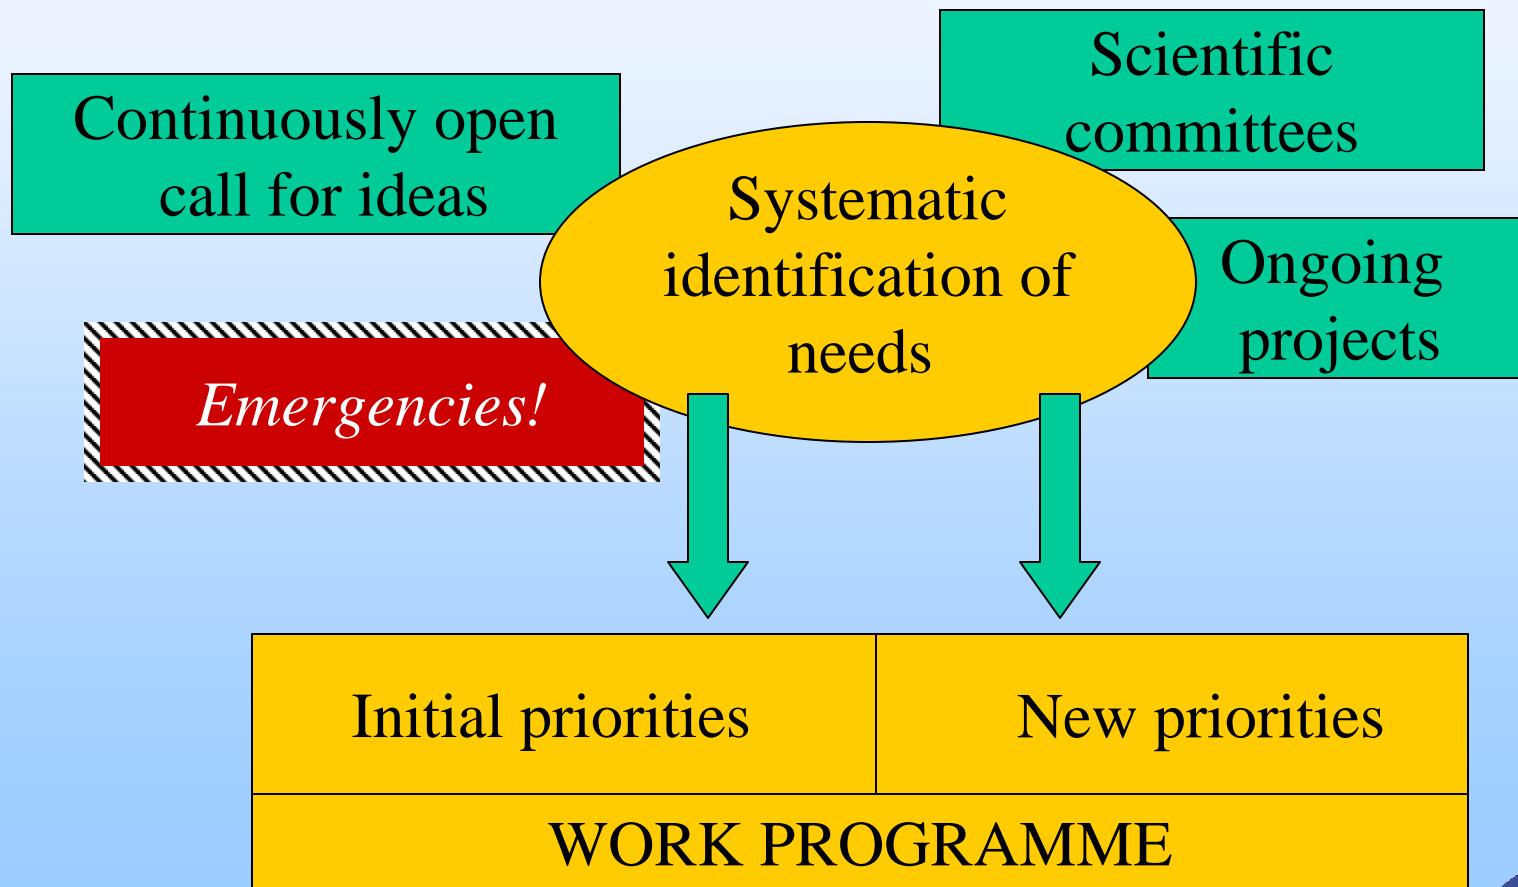 Continuously open
call for ideas
Scientific
committees
Systematic
identification of
needs
Ongoing
projects
Emergencies!
Initial priorities
New priorities
WORK PROGRAMME